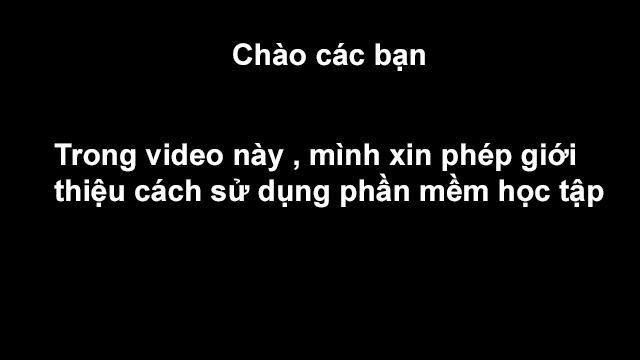 Chào các bạn
Trong video này , mình xin phép giới
thiệu cách sử dụng phần mềm học tập